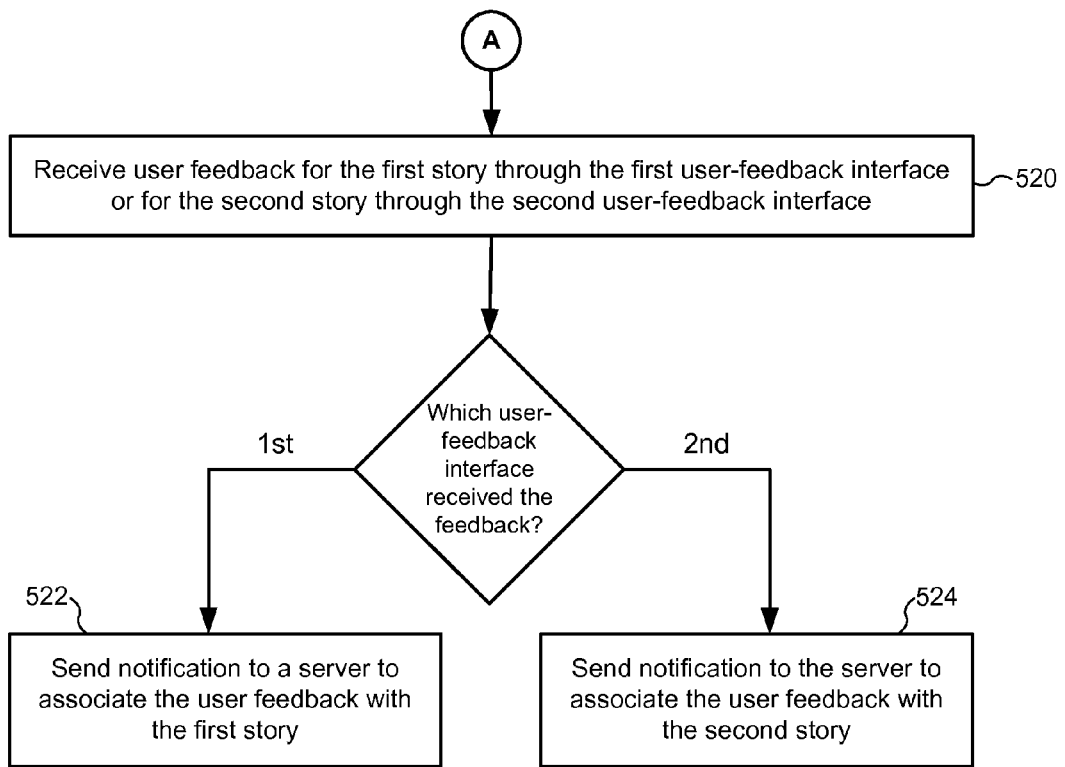 A
Receive user feedback for the first story through the first user-feedback interface
or for the second story through the second user-feedback interface
520
Which user-
feedback
interface
received the
feedback?
1st
2nd
522
Send notification to a server to
associate the user feedback with
the first story
524
Send notification to the server to
associate the user feedback with
the second story